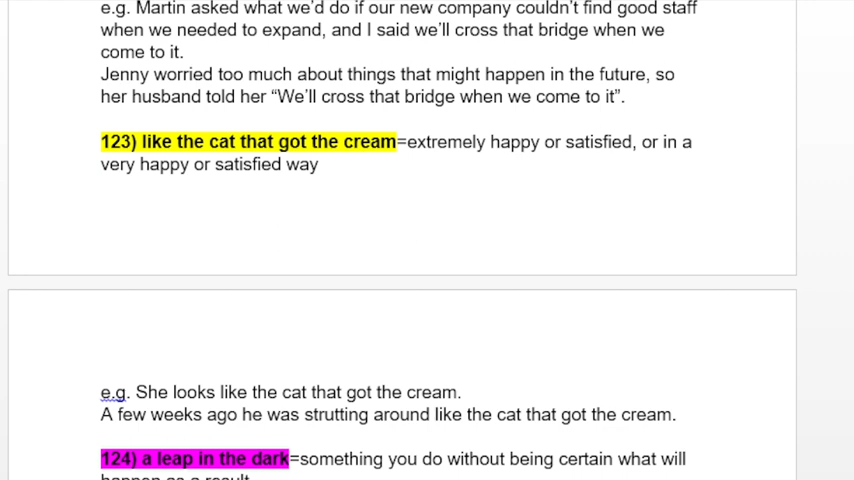 e.g. Martin asked what we'd do if our new company couldn't find good staff
when we needed to expand, and I said we'll cross that bridge when we
come to it.
Jenny worried too much about things that might happen in the future, so
her husband told her “We'll cross that bridge when we come to it”.
123) like the cat that got the cream=extremely happy or satisfied, or in a
very happy or satisfied way
e.g. She looks like the cat that got the cream.
A few weeks ago he was strutting around like the cat that got the cream.
124) a leap in the dark=something you do without being certain what will
happen as a result